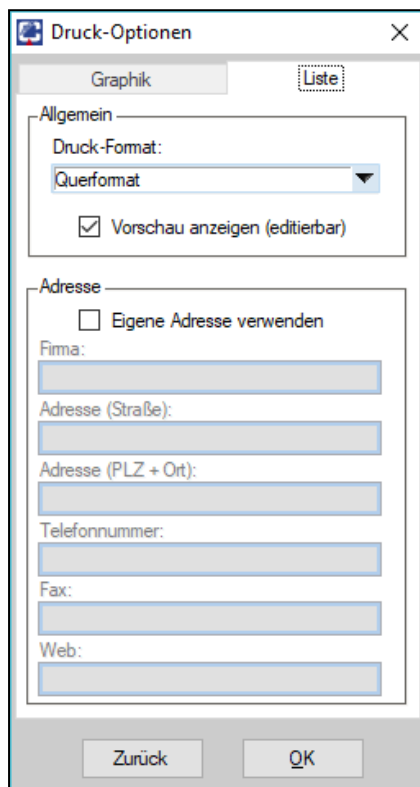 Druck-Optionen
Graphik
Liste
Allgemein
Druck-Format:
Querformat
Vorschau anzeigen (editierbar)
Adresse
Eigene Adresse verwenden
Firma:
Adresse (Straße):
Adresse (PLZ + Ort):
Telefonnummer:
Fax:
Web:
Zurück
OK